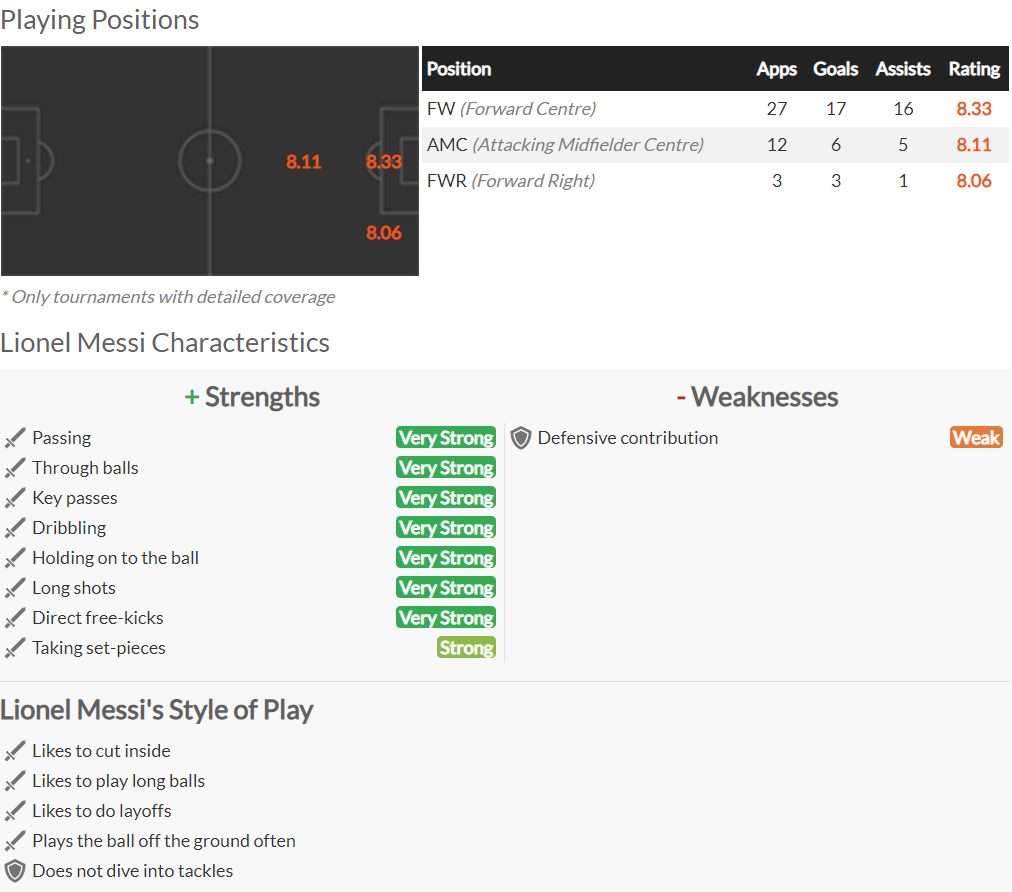 Playing Positions
Position Apps Goals Assists Rating
FW (Forward Centre) 27 17 16 8.33
AMC (Attacking Midfielder Centre) 12 6 5 8.11
8.11 8.33
FWR (Forward Right) 3 3 1 8.06
8.06
* Only tournaments with detailed coverage
Lionel Messi Characteristics
+ Strengths
- Weaknesses
Passing Very Strong
Defensive contribution Weak
Through balls Very Strong
Key passes Very Strong
Dribbling Very Strong
Holding on to the ball Very Strong
Long shots Very Strong
Direct free-kicks Very Strong
Taking set-pieces Strong
Lionel Messi's Style of Play
Likes to cut inside
Likes to play long balls
Likes to do layoffs
Plays the ball off the ground often
Does not dive into tackles